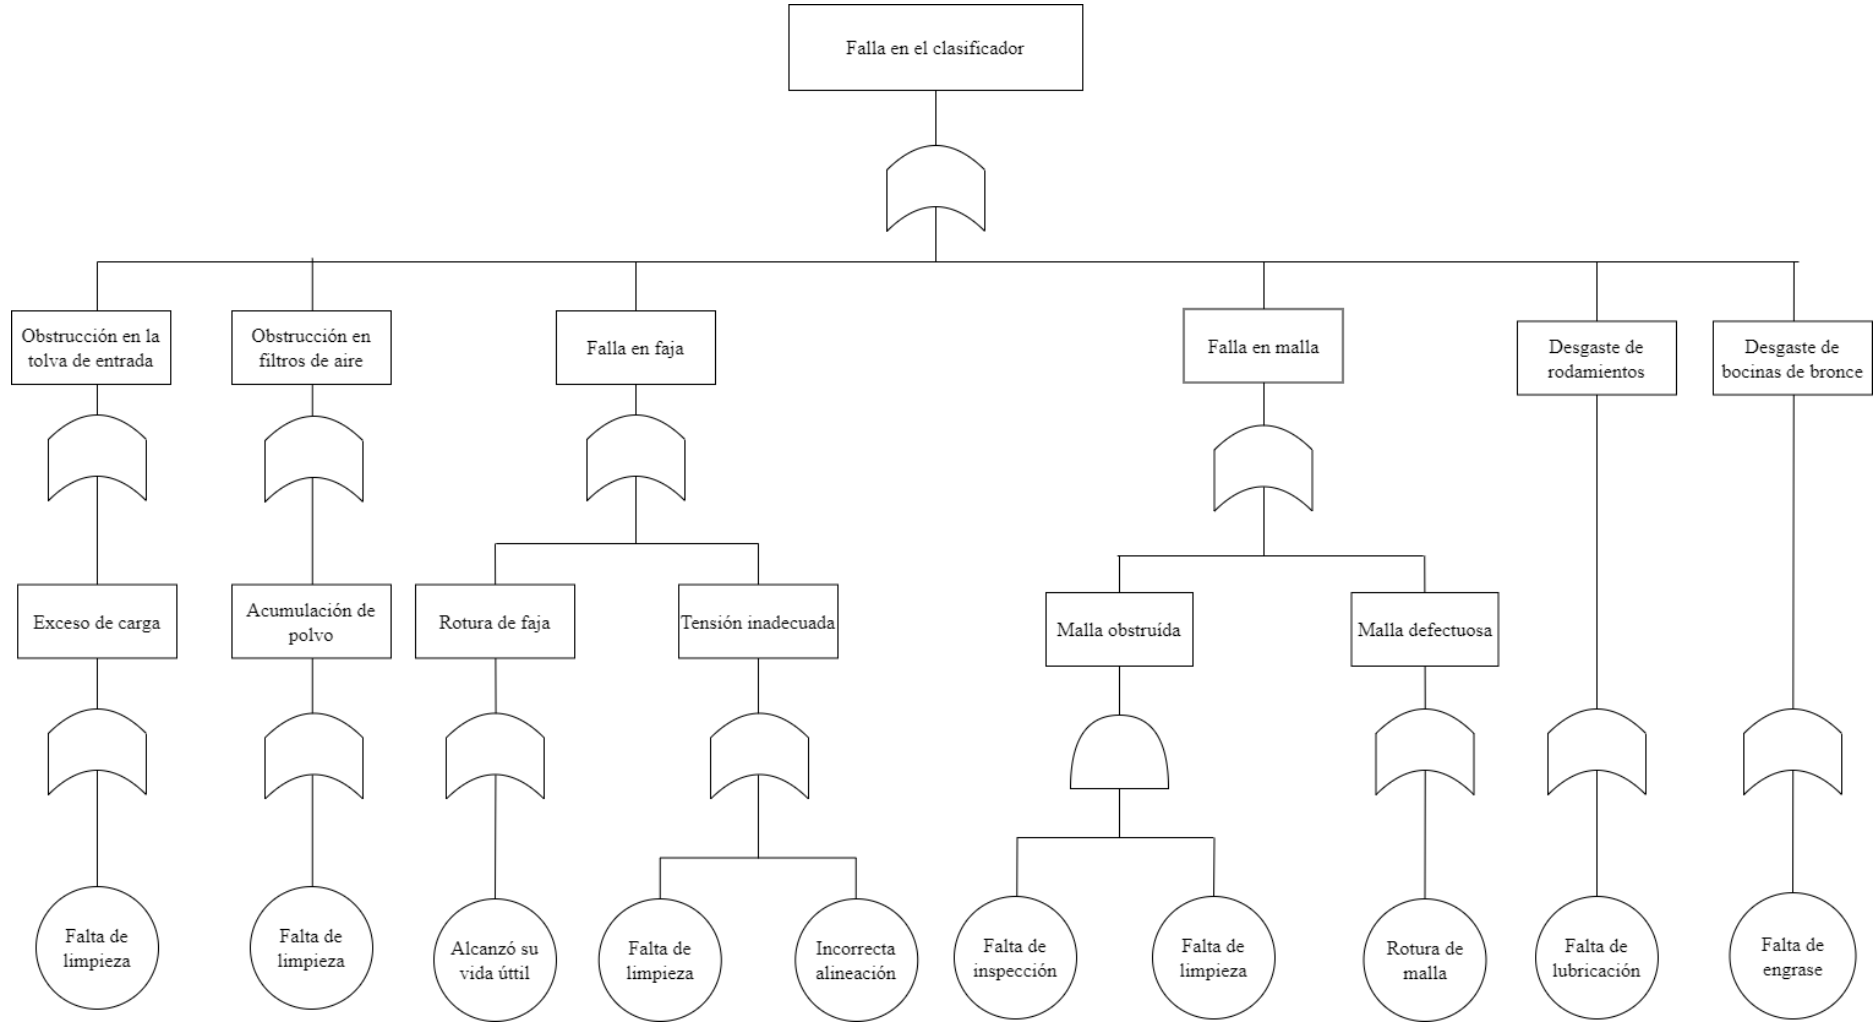 Falla en el clasificador
Obstrucción en la
tolva de entrada
Obstrucción en
filtros de aire
Falla en faja
Falla en malla
Desgaste de
rodamientos
Desgaste de
bocinas de bronce
Exceso de carga
Acumulación de
polvo
Rotura de faja
Tensión inadecuada
Malla obstruída
Malla defectuosa
Falta de
limpieza
Falta de
limpieza
Alcanzó su
vida úttil
Falta de
limpieza
Incorrecta
alineación
Falta de
inspección
Falta de
limpieza
Rotura de
malla
Falta de
lubricación
Falta de
engrase